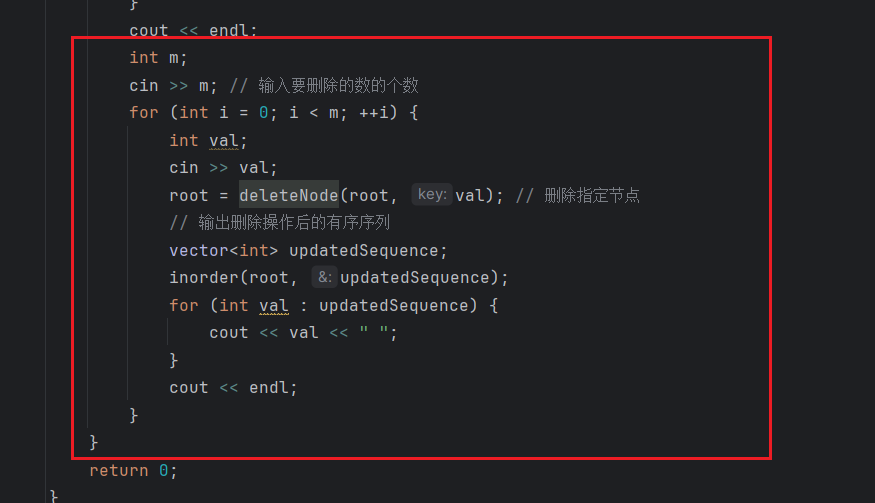 }
cout << endl;
int m;
cin >> m; // 输入要删除的数的个数
for (int i = 0; i < m; ++i) {
int val;
cin >> val;
root = deleteNode(root, key: val); // 删除指定节点
// 输出删除操作后的有序序列
vector<int> updatedSequence;
inorder(root, &: updatedSequence);
for (int val : updatedSequence) {
cout << val << " ";
}
cout << endl;
}
}
return 0;
}